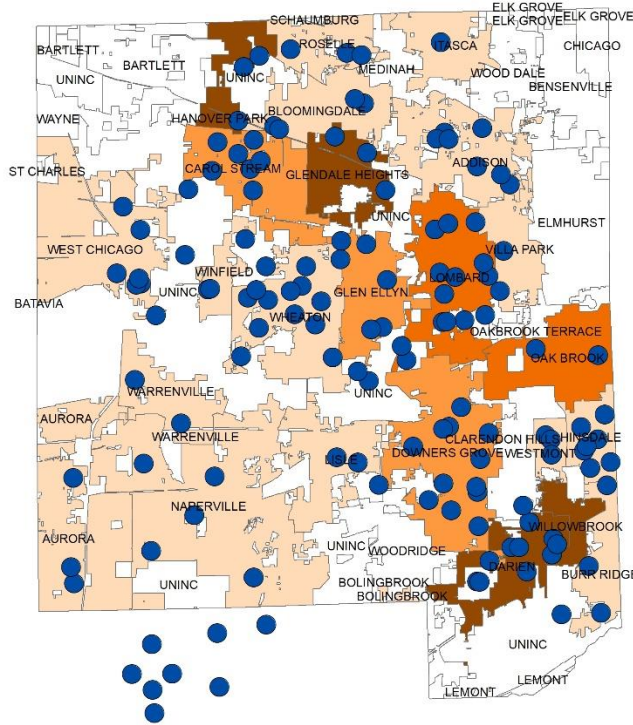 ELK GROVE
ELK GROVE
ELK GROVE
SCHAUMBURG
ROSELLE
ITASCA
BARTLETT
BARTLETT
CHICAGO
MEDINAH
WOOD DALE
UNINC
UNINC
BENSENVILLE
WAYNE
HANOVER PARK
BLOOMINGDALE
ADDISON
ST CHARLES
CAROL STREAM
GLENDALE HEIGHTS
UNINC
ELMHURST
WEST CHICAGO
VILLA PARK
WINFIELD
LOMBARD
UNINC
GLEN ELLYN
BATAVIA
WHEATON
OAKBROOK TERRACE
OAK BROOK
WARRENVILLE
UNINC
AURORA
WARRENVILLE
CLARENDON HILLS
HINSDALE
DOWNERS GROVE
WESTMONT
LISLE
NAPERVILLE
WILLOWBROOK
AURORA
UNINC
WOODRIDGE
DARIEN
BURR RIDGE
UNINC
BOLINGBROOK
BOLINGBROOK
UNINC
LEMONT
LEMONT